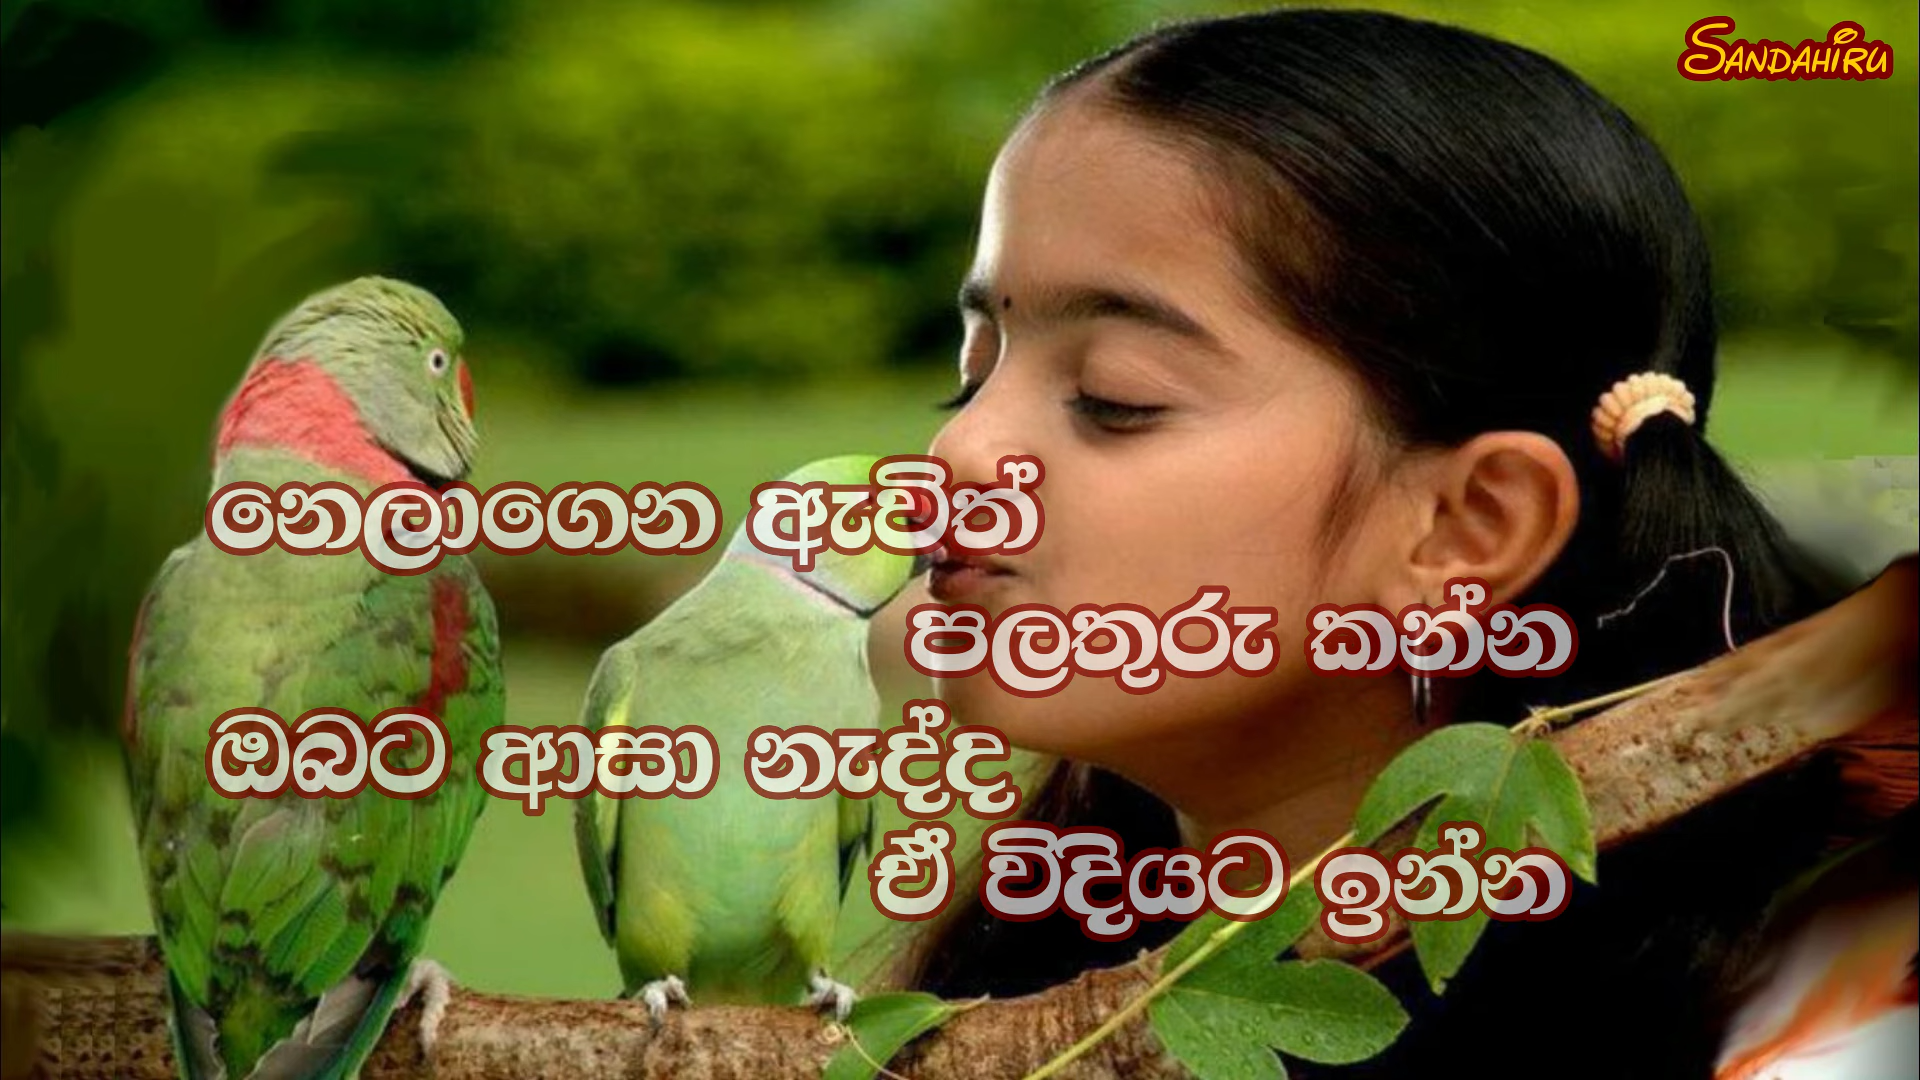 SANDAHIRU
නෙලාගෙන ඇවිත්
පලතුරු කන්න
ඔබට ආසා නැද්ද
ඒ විදියට ඉන්න